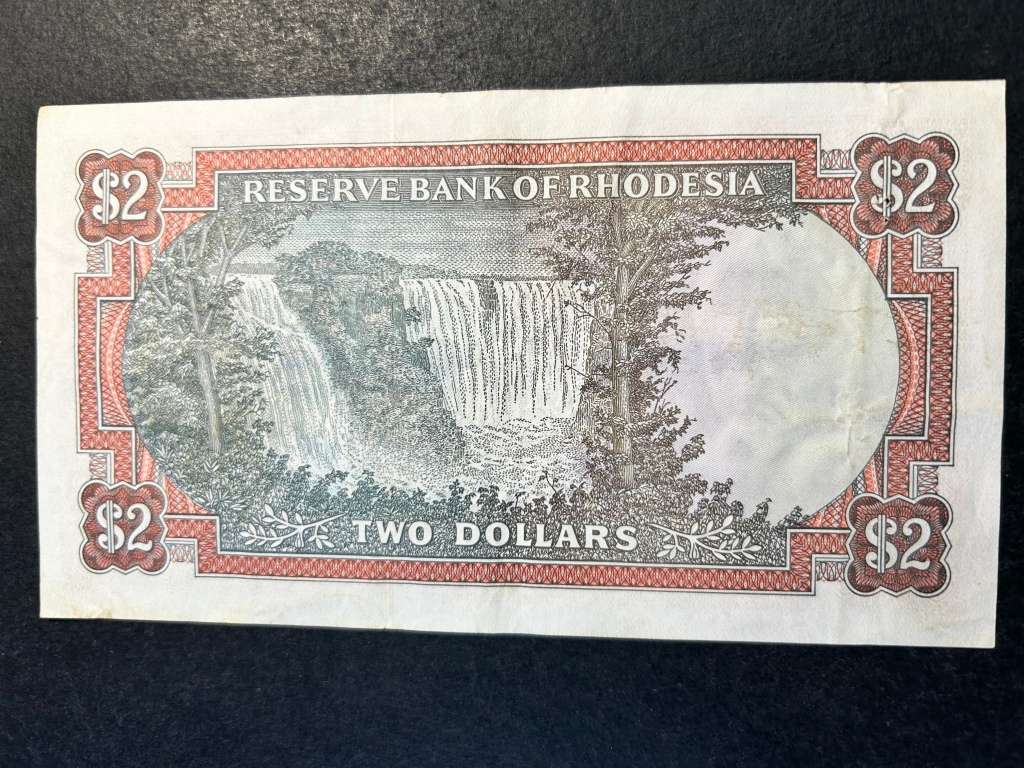 $2 $2
RESERVE BANK OF RHODESIA
$2 $2
TWO DOLLARS